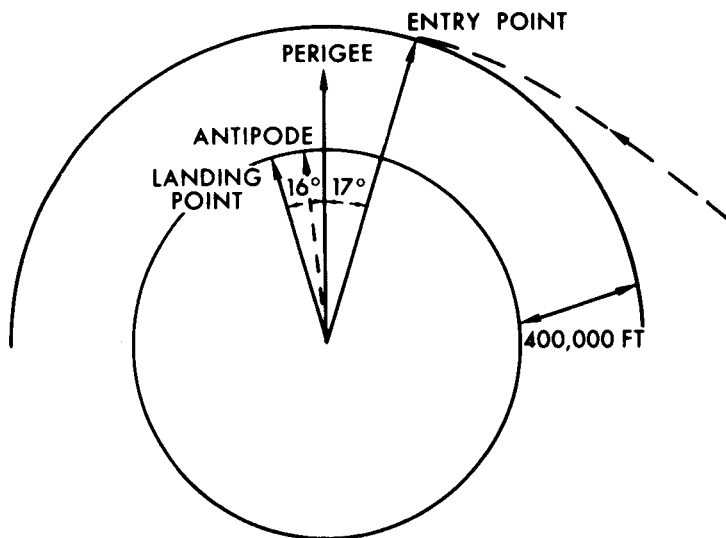 ENTRY POINT
PERIGEE
ANTIPODE
LANDING
POINT
16° 17°
400,000 FT